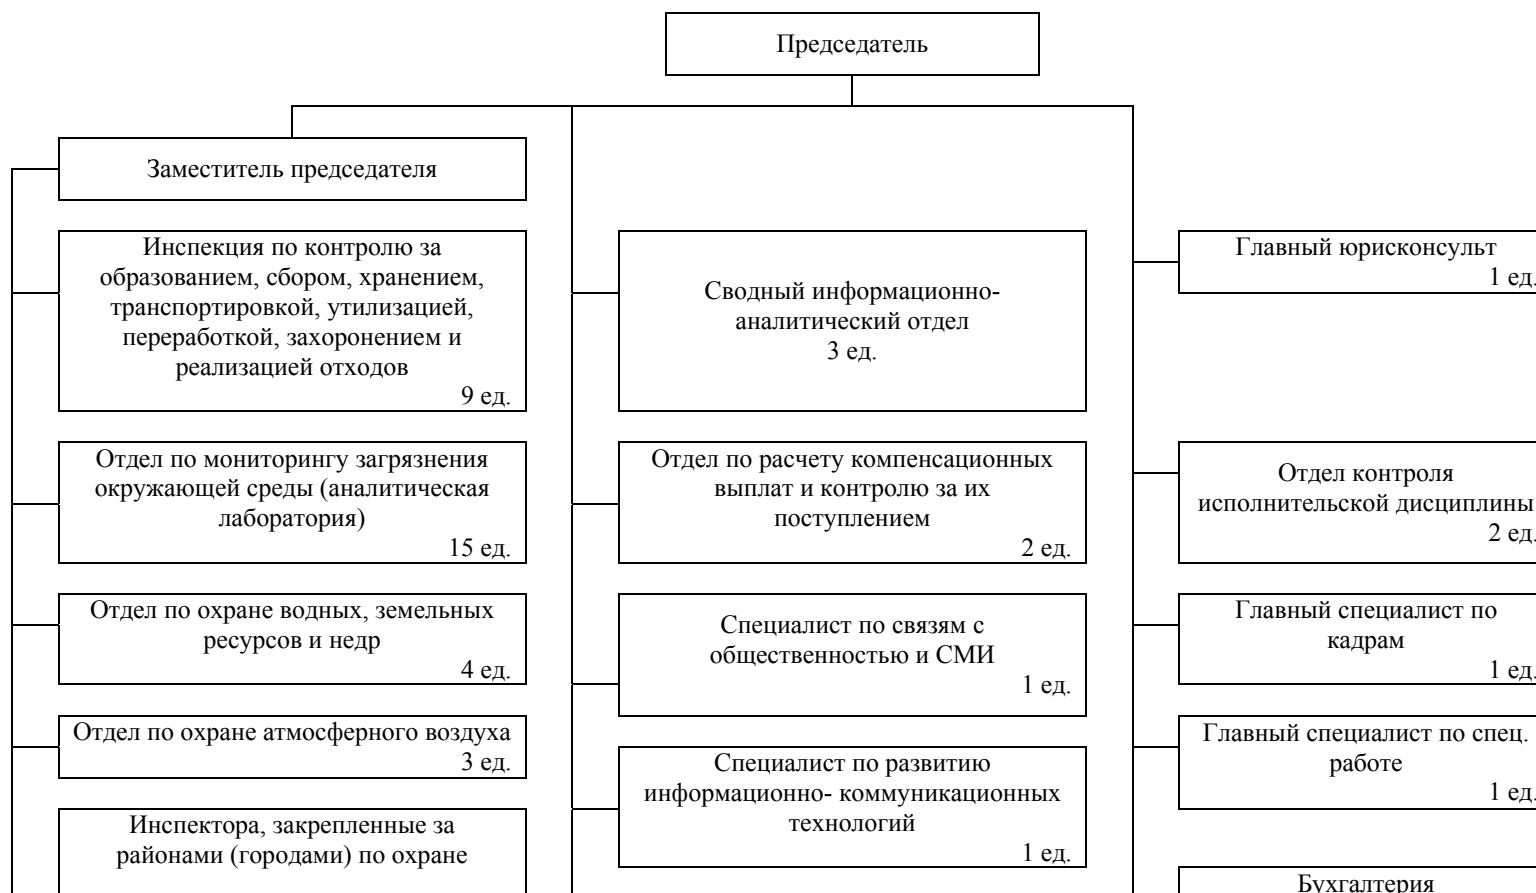 Председатель
Заместитель председателя
Инспекция по контролю за
образованием, сбором, хранением,
транспортировкой, утилизацией,
переработкой, захоронением и
реализацией отходов
9 ед.
Отдел по мониторингу загрязнения
окружающей среды (аналитическая
лаборатория)
15 ед.
Отдел по охране водных, земельных
ресурсов и недр
4 ед.
Отдел по охране атмосферного воздуха
3 ед.
Инспектора, закрепленные за
районами (городами) по охране
Сводный информационно-
аналитический отдел
3 ед.
Отдел по расчету компенсационных
выплат и контролю за их
поступлением
2 ед.
Специалист по связям с
общественностью и СМИ
1 ед.
Специалист по развитию
информационно- коммуникационных
технологий
1 ед.
Главный юрисконсульт
1 ед.
Отдел контроля
исполнительской дисциплины
2 ед.
Главный специалист по
кадрам
1 ед.
Главный специалист по спец.
работе
1 ед.
Бухгалтерия